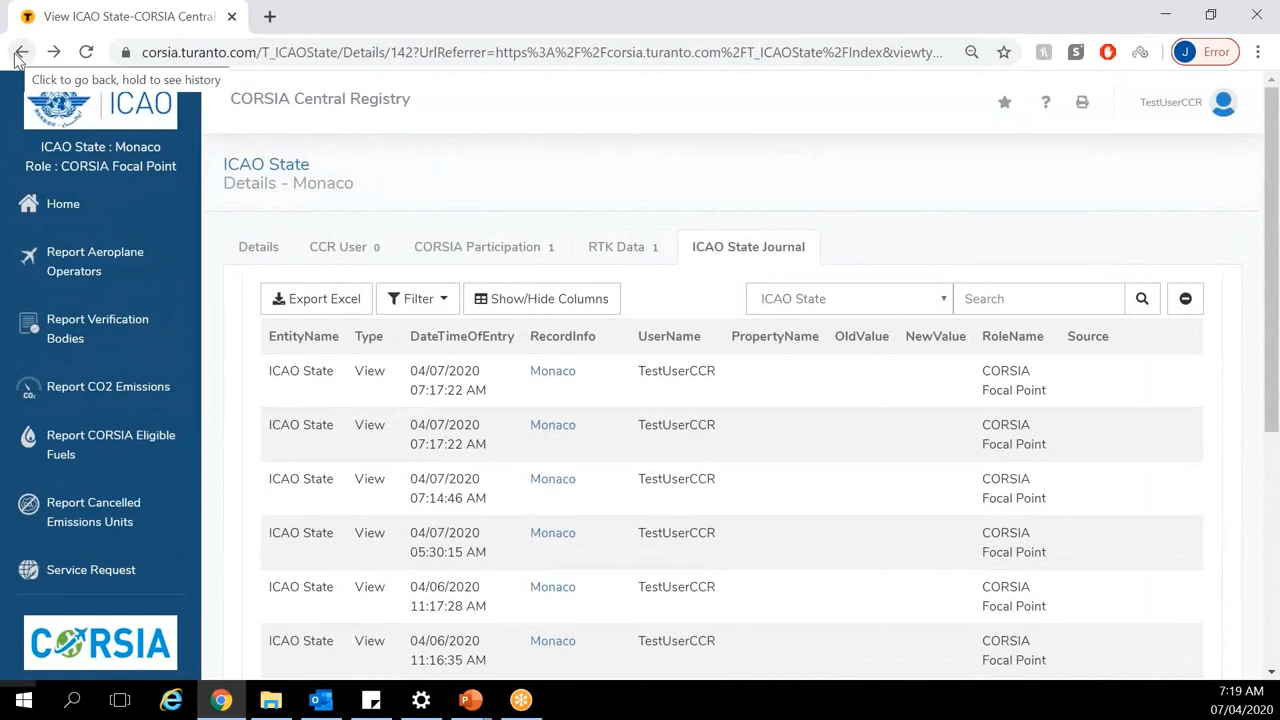 View ICAO State-CORSIA Central
corsia.turanto.com/T_ICAOState/Details/142?UrlReferrer=https%3A%2F%2Fcorsia.turanto.com%2FT_ICAOState%2FIndex&viewty...
J Error
Click to go back, hold to see history
ICAO
CORSIA Central Registry
TestUserCCR
ICAO State : Monaco
Role : CORSIA Focal Point
Home
Report Aeroplane
Operators
Report Verification
Bodies
CO2
Report CO2 Emissions
Report CORSIA Eligible
Fuels
Report Cancelled
Emissions Units
Service Request
CORSIA
ICAO State
Details - Monaco
Details CCR User 0 CORSIA Participation 1 RTK Data 1 ICAO State Journal
Export Excel Filter Show/Hide Columns ICAO State Search
EntityName Type DateTimeOfEntry RecordInfo UserName PropertyName OldValue NewValue RoleName Source
ICAO State View 04/07/2020 Monaco TestUserCCR CORSIA
07:17:22 AM Focal Point
ICAO State View 04/07/2020 Monaco TestUserCCR CORSIA
07:17:22 AM Focal Point
ICAO State View 04/07/2020 Monaco TestUserCCR CORSIA
07:14:46 AM Focal Point
ICAO State View 04/07/2020 Monaco TestUserCCR CORSIA
05:30:15 AM Focal Point
ICAO State View 04/06/2020 Monaco TestUserCCR CORSIA
11:17:28 AM Focal Point
ICAO State View 04/06/2020 Monaco TestUserCCR CORSIA
11:16:35 AM Focal Point
7:19 AM
07/04/2020